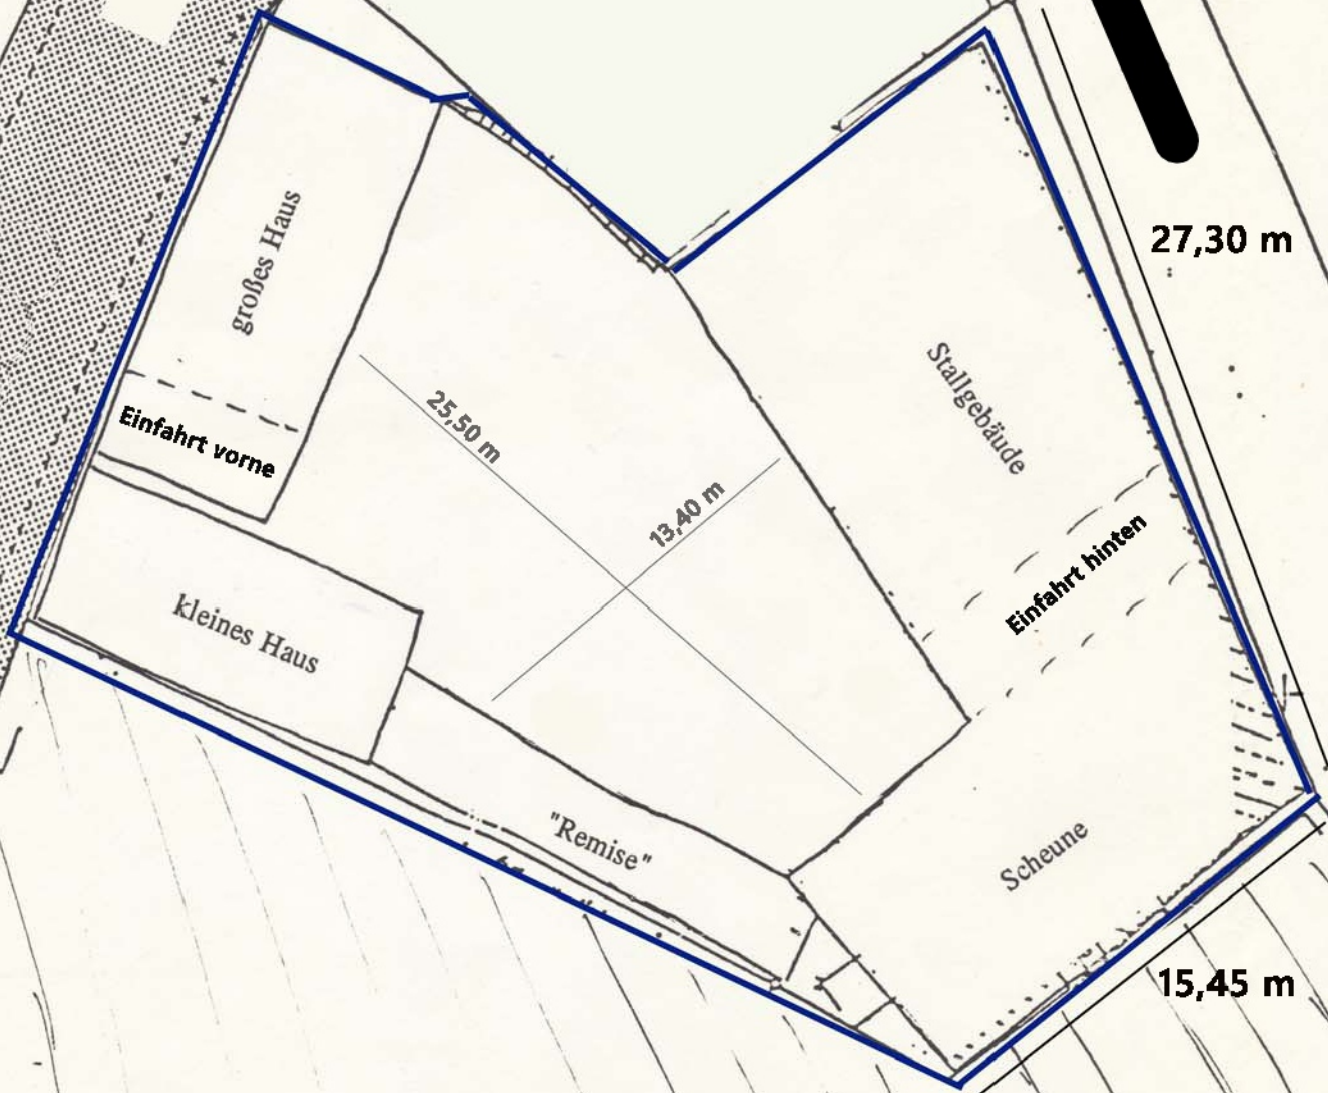 27,30 m
großes Haus
Stallgebäude
25,50 m
Einfahrt vorne
13,40 m
Einfahrt hinten
kleines Haus
"Remise"
Scheune
15,45 m